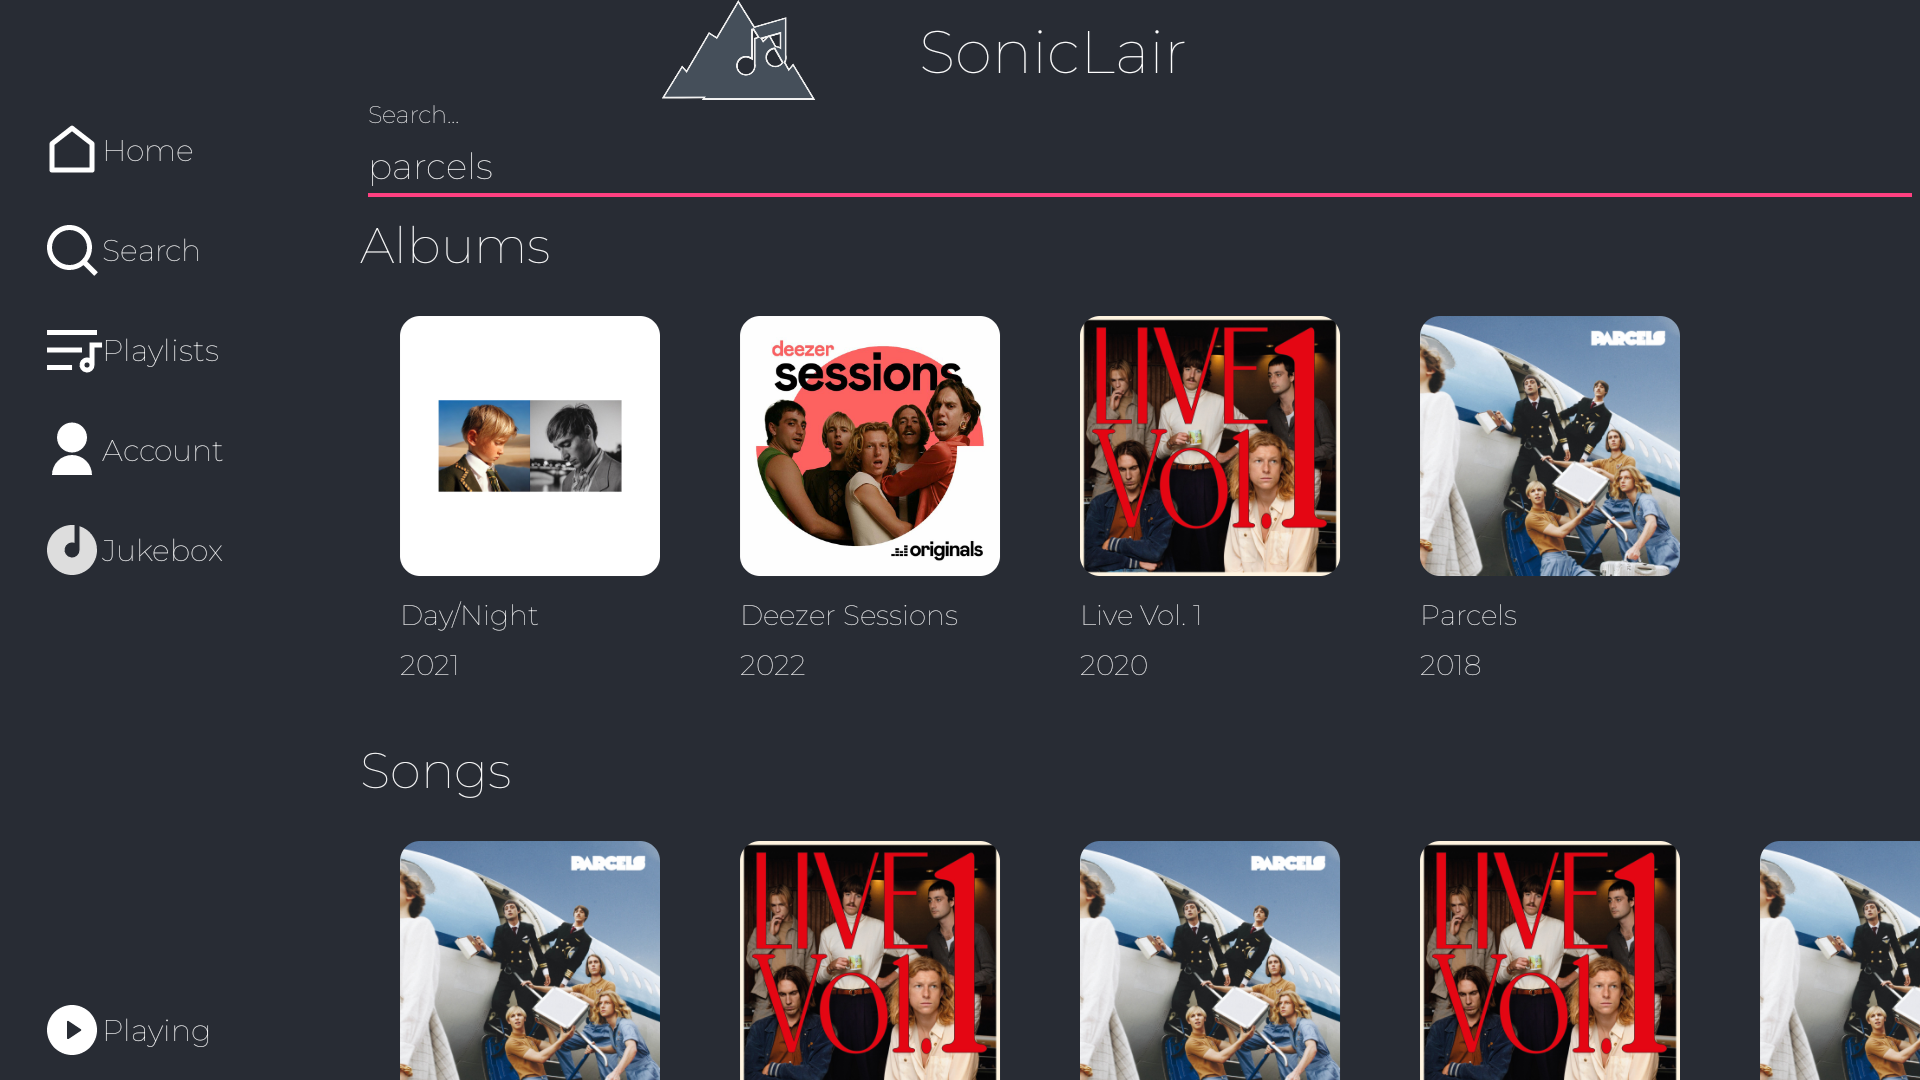 SonicLair
Search...
parcels
Home
Search
Playlists
Account
Jukebox
Playing
Albums
deezer
sessions
originals
LIVE
Vol.1
PARCELS
Day/Night
2021
Deezer Sessions
2022
Live Vol. 1
2020
Parcels
2018
Songs
PARCELS
LIVE
Vol.1
PARCELS
LIVE
Vol.1